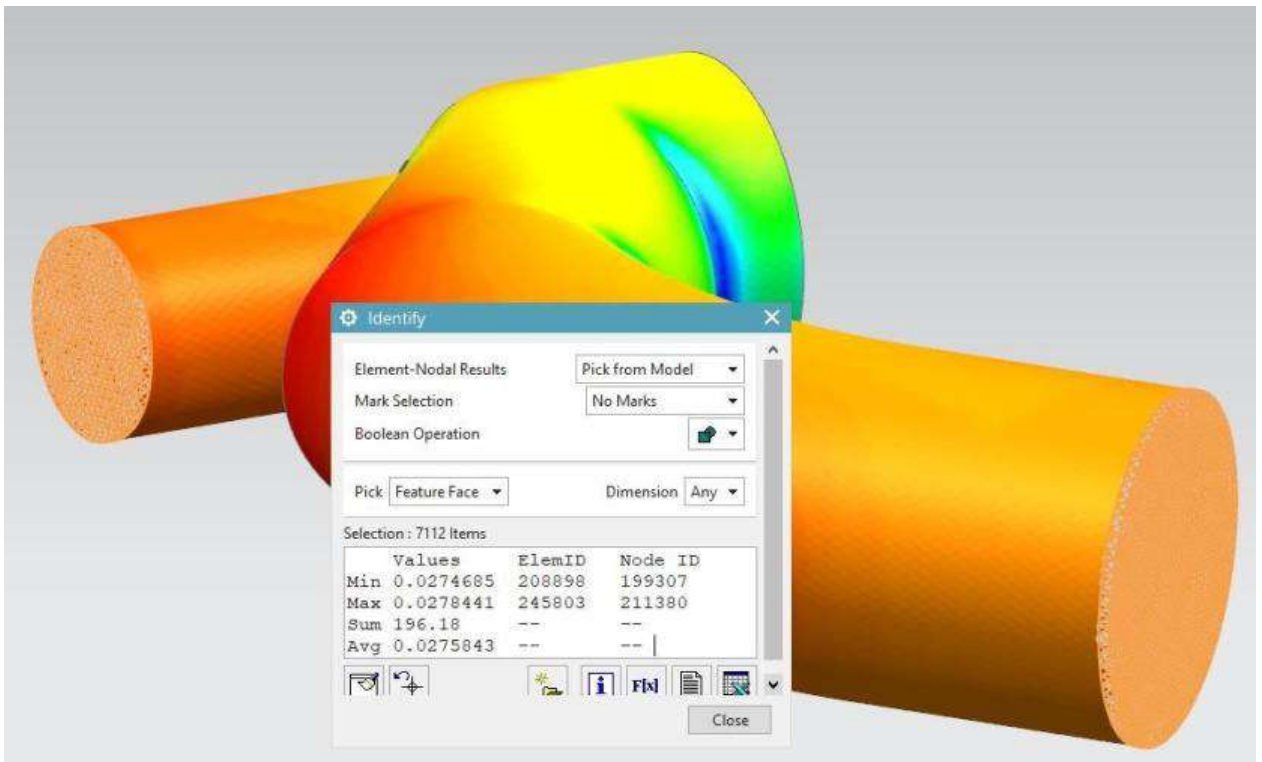 Identify
Element-Nodal Results Pick from Model
Mark Selection No Marks
Boolean Operation
Pick Feature Face Dimension Any
Selection : 7112 Items
Values ElemID Node ID
Min 0.0274685 208898 199307
Max 0.0278441 245803 211380
Sum 196.18 -- --
Avg 0.0275843 -- --
i F[x]
Close